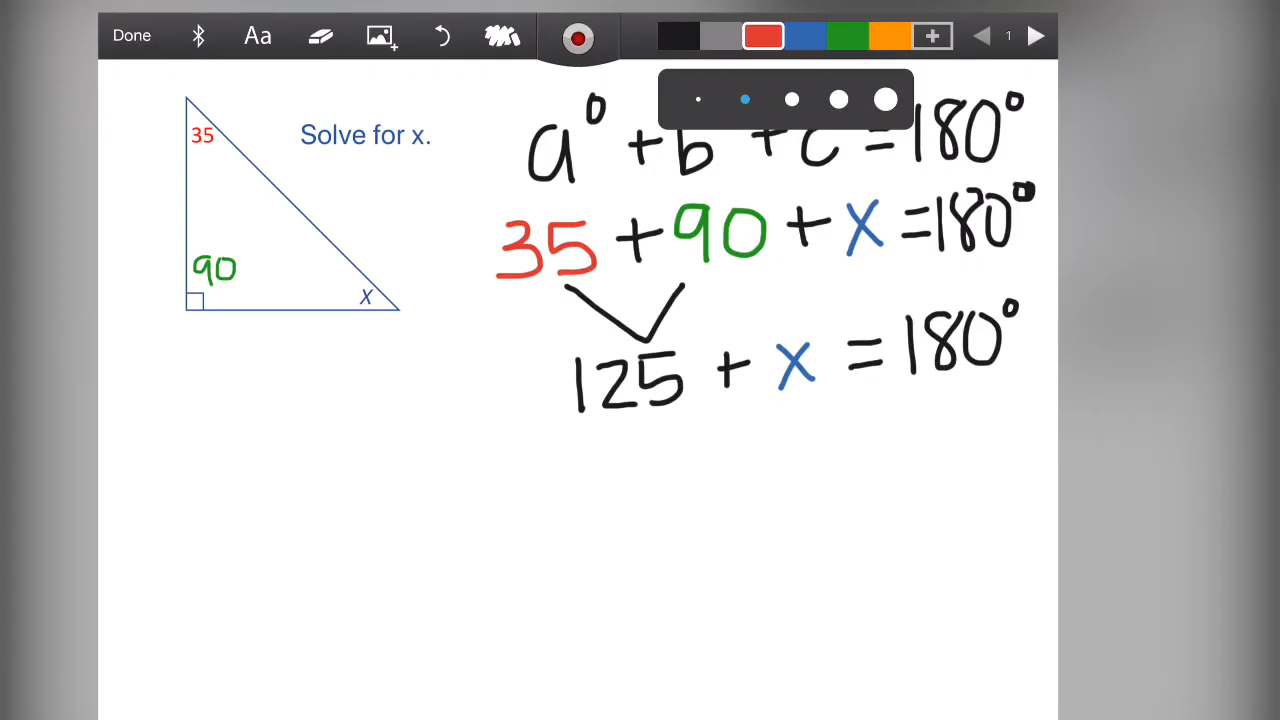 Done Aa 1
35 Solve for x. a° + b + c = 180°
35 + 90 + x = 180°
90
x
125 + x = 180°